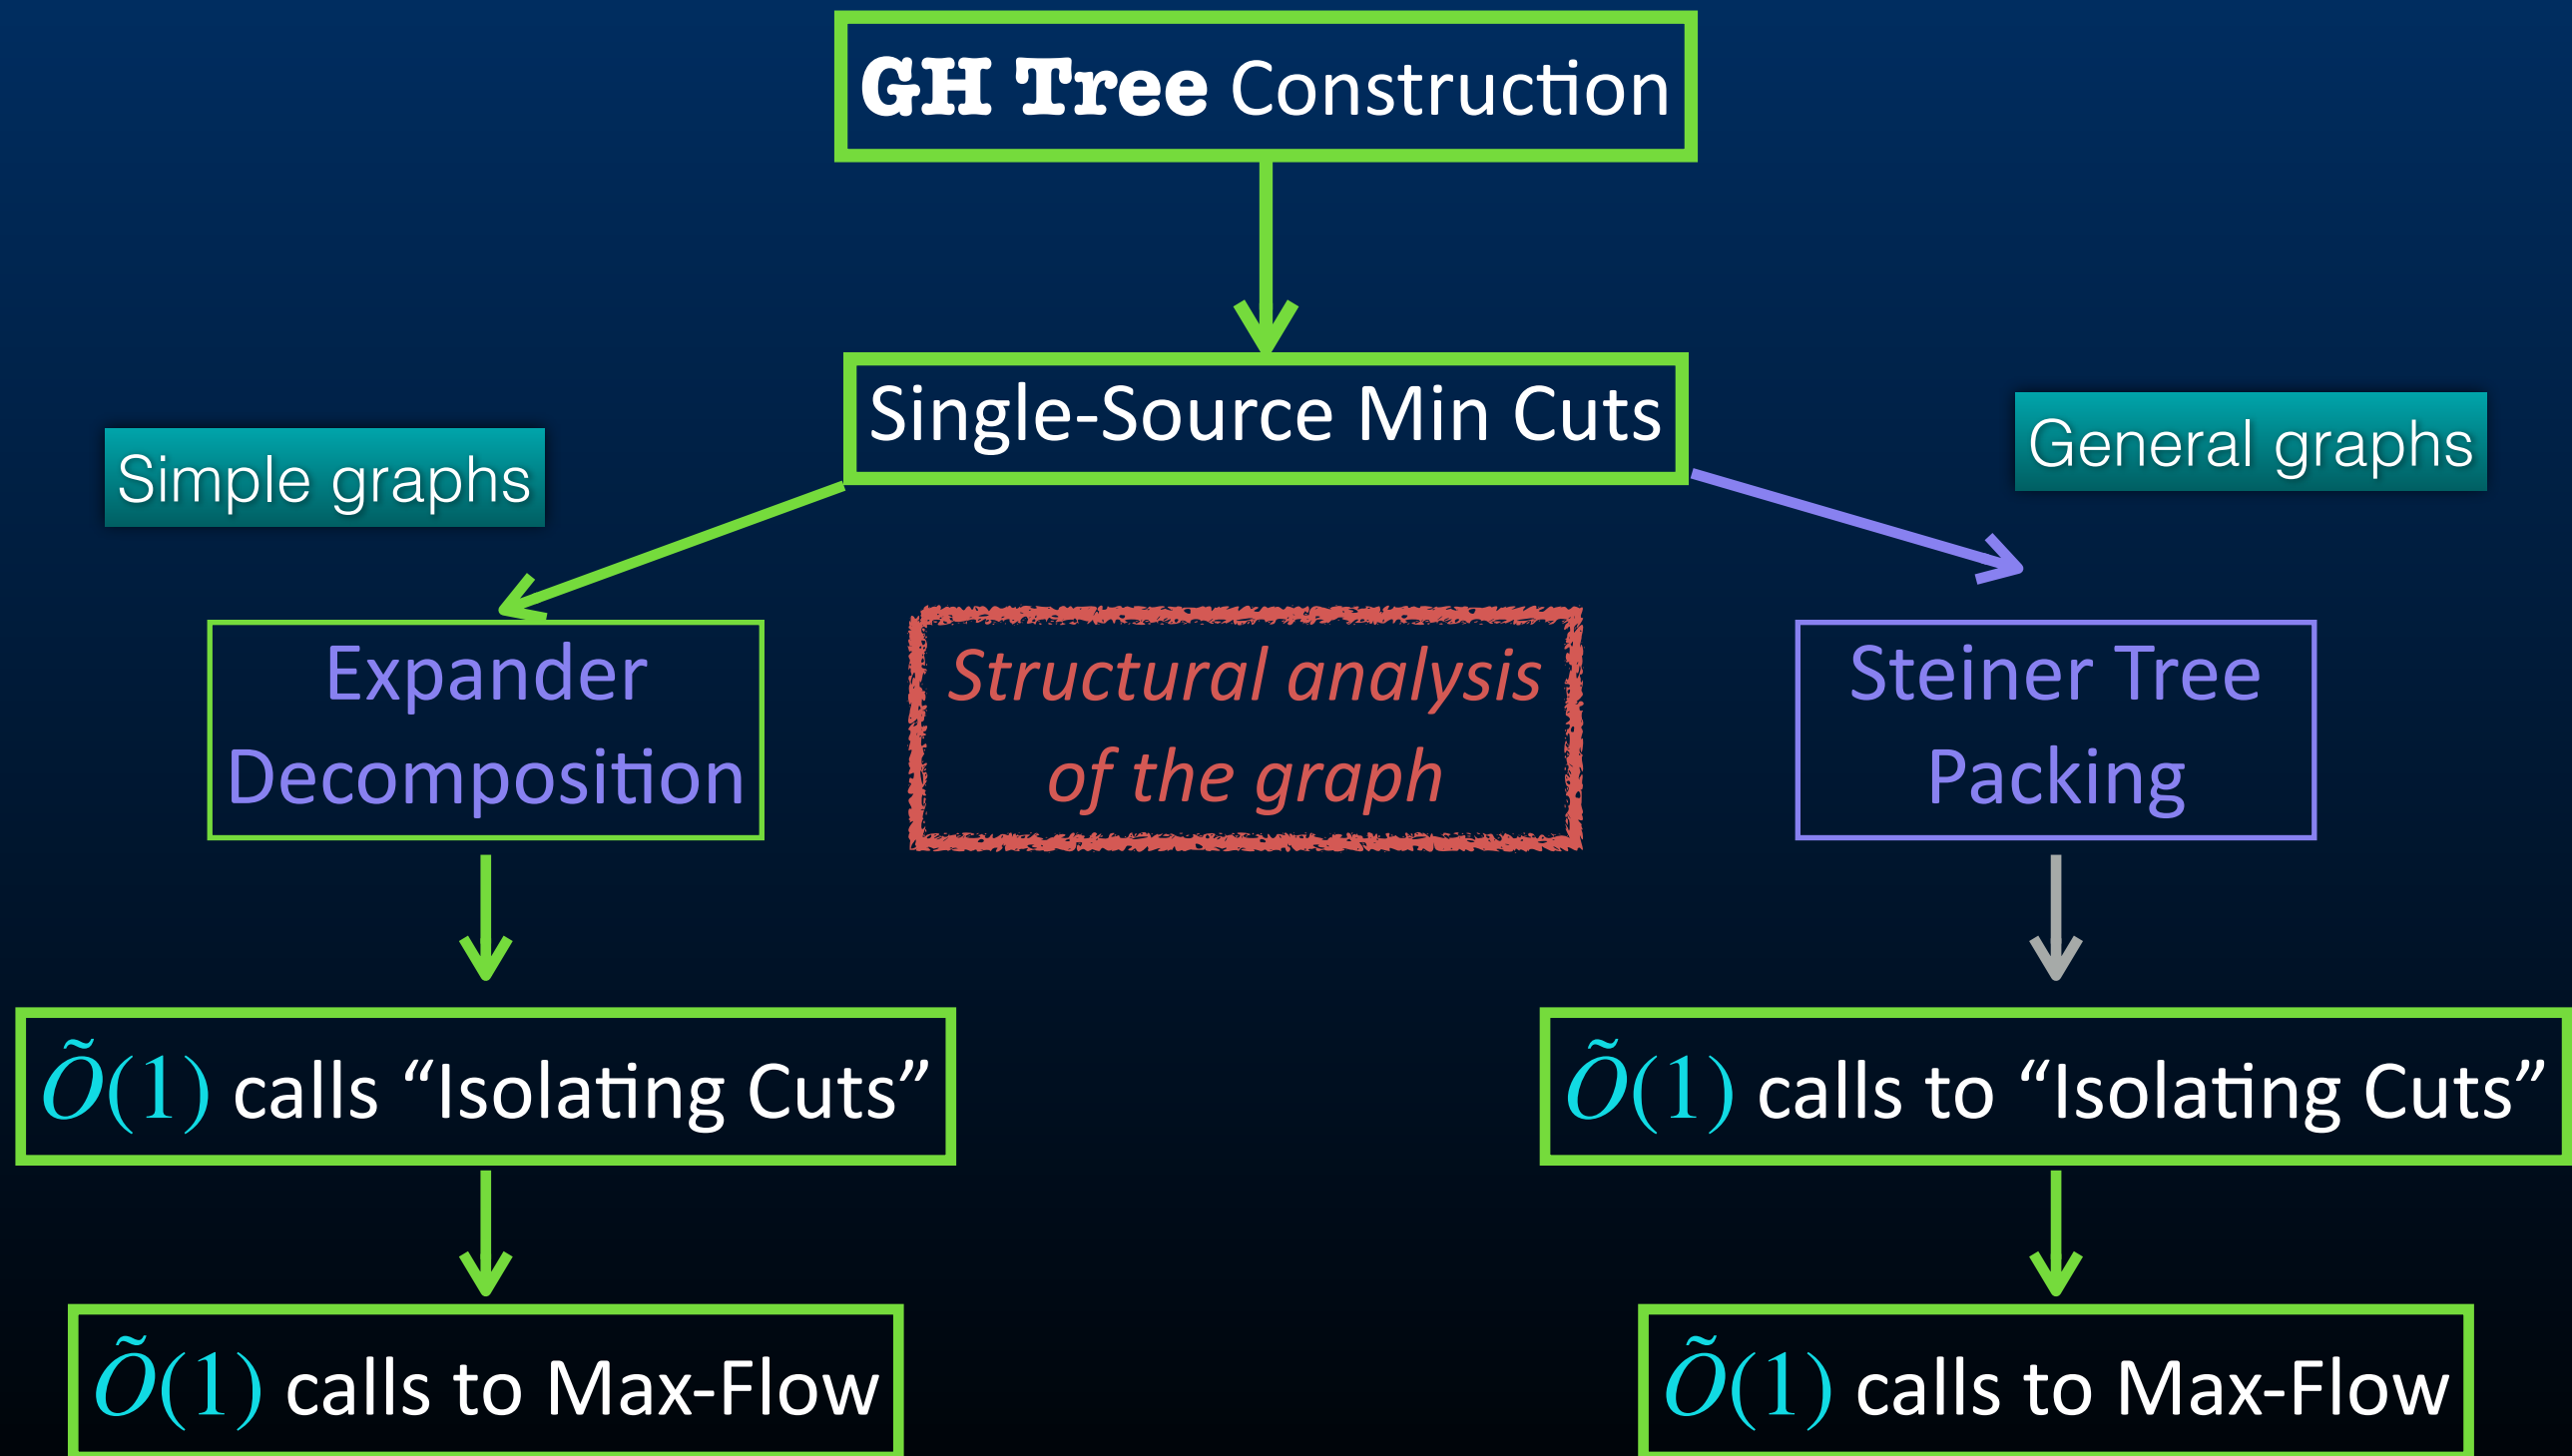 GH Tree Construction
Single-Source Min Cuts
Simple graphs
General graphs
Expander
Decomposition
Structural analysis
of the graph
Steiner Tree
Packing
Õ(1) calls “Isolating Cuts”
Õ(1) calls to “Isolating Cuts”
Õ(1) calls to Max-Flow
Õ(1) calls to Max-Flow